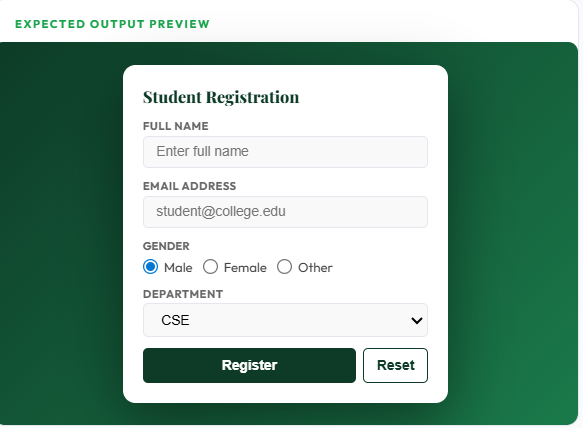 EXPECTED OUTPUT PREVIEW
Student Registration
FULL NAME
Enter full name
EMAIL ADDRESS
student@college.edu
GENDER
Male Female Other
DEPARTMENT
CSE
Register Reset